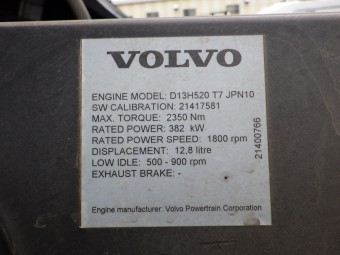 VOLVO
ENGINE MODEL: D13H520 T7 JPN10
SW CALIBRATION: 21417581
MAX. TORQUE: 2350 Nm
RATED POWER: 382 kW
RATED POWER SPEED: 1800 rpm
DISPLACEMENT: 12,8 litre
LOW IDLE: 500 - 900 rpm
EXHAUST BRAKE: -
Engine manufacturer: Volvo Powertrain Corporation
21400766